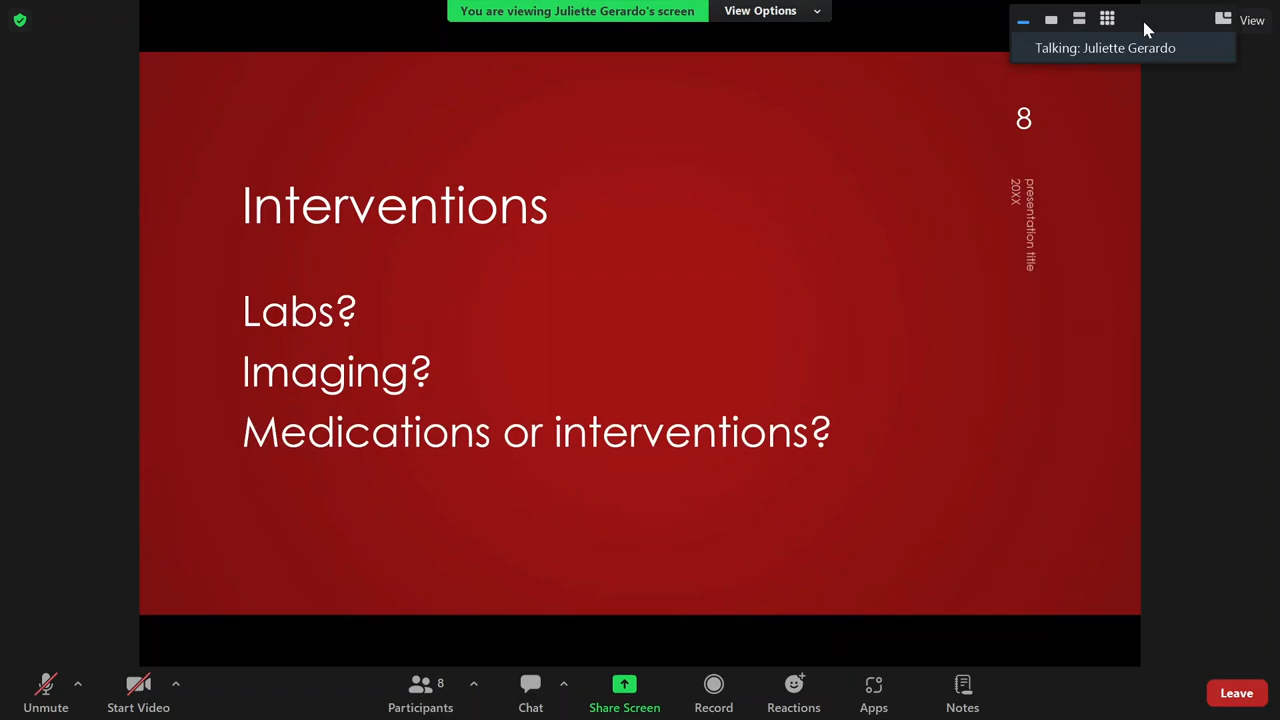 You are viewing Juliette Gerardo's screen
View Options
View
Talking: Juliette Gerardo
8
presentation title
20XX
Interventions
Labs?
Imaging?
Medications or interventions?
Unmute
Start Video
8
Participants
Chat
Share Screen
Record
Reactions
Apps
Notes
Leave